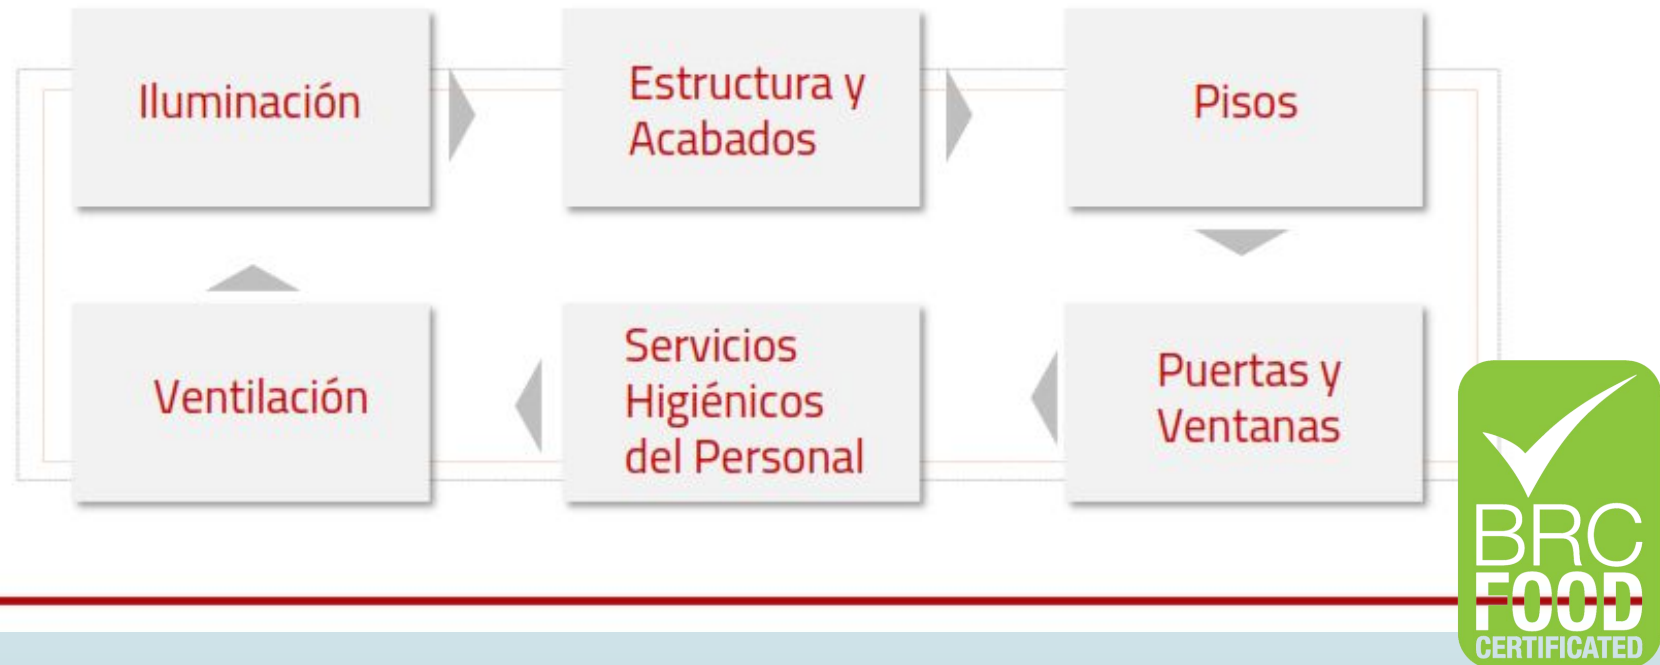 Iluminación
Estructura y
Acabados
Pisos
Ventilación
Servicios
Higiénicos
del Personal
Puertas y
Ventanas
BRC
FOOD
CERTIFICATED